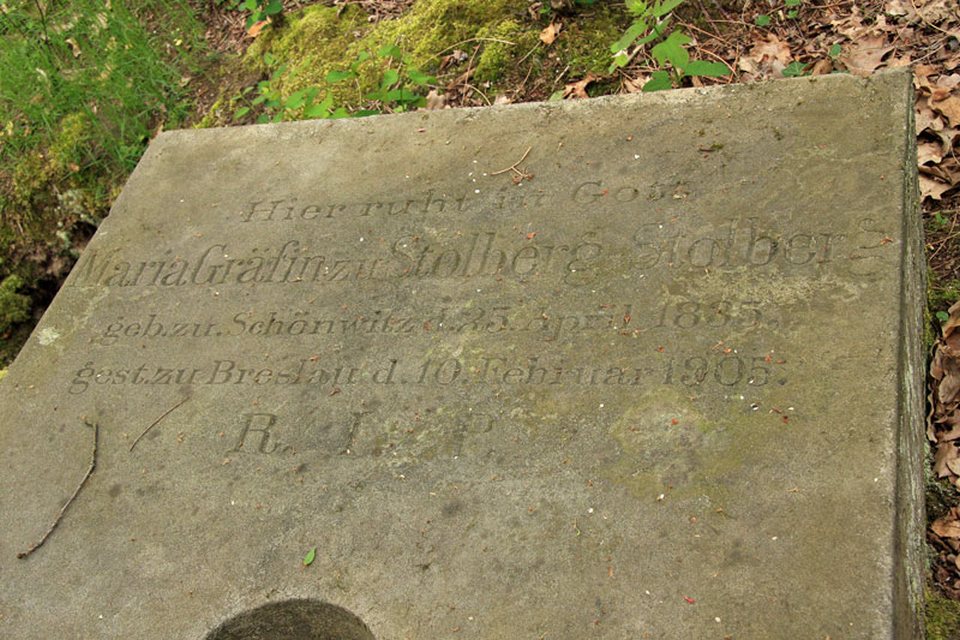 Hier ruht in Gott
Maria Gräfin zu Stolberg-Stolberg
geb. zu. Schönwitz d. 25. April 1835.
gest. zu Breslau d. 10. Februar 1905.
R. I. P.